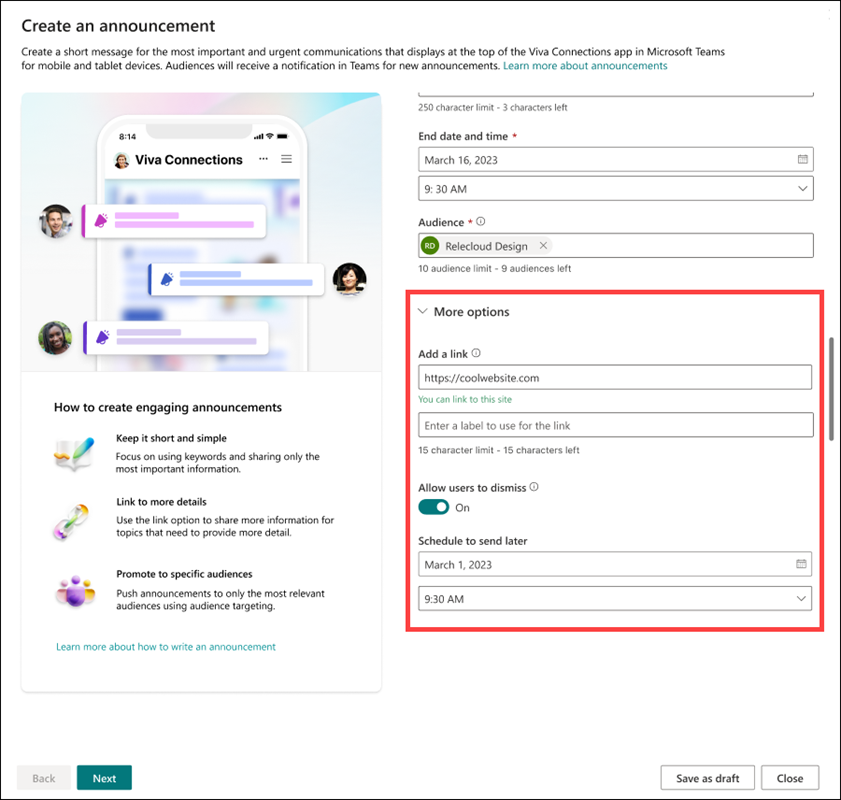 Create an announcement
Create a short message for the most important and urgent communications that displays at the top of the Viva Connections app in Microsoft Teams
for mobile and tablet devices. Audiences will receive a notification in Teams for new announcements. Learn more about announcements
8:14
Viva Connections
How to create engaging announcements
Keep it short and simple
Focus on using keywords and sharing only the
most important information.
Link to more details
Use the link option to share more information for
topics that need to provide more detail.
Promote to specific audiences
Push announcements to only the most relevant
audiences using audience targeting.
Learn more about how to write an announcement
250 character limit - 3 characters left
End date and time *
March 16, 2023
9: 30 AM
Audience *
RD Relecloud Design
10 audience limit - 9 audiences left
More options
Add a link
https://coolwebsite.com
You can link to this site
Enter a label to use for the link
15 character limit - 15 characters left
Allow users to dismiss
On
Schedule to send later
March 1, 2023
9:30 AM
Back
Next
Save as draft
Close